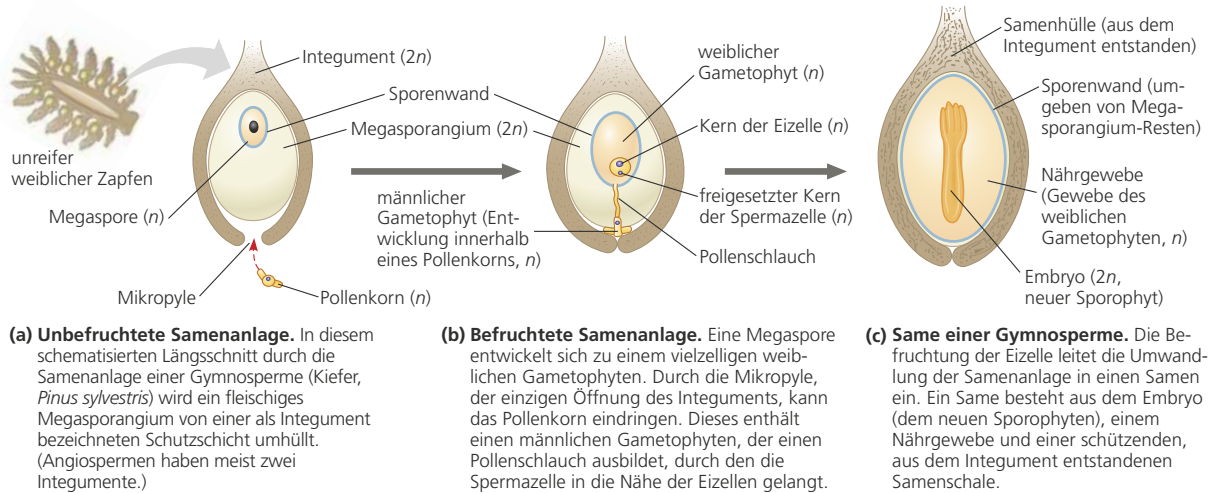 unreifer
weiblicher Zapfen
Integument (2n)
Sporenwand
Megasporangium (2n)
Megaspore (n)
Mikropyle
Pollenkorn (n)
männlicher
Gametophyt (Ent-
wicklung innerhalb
eines Pollenkorns, n)
weiblicher
Gametophyt (n)
Kern der Eizelle (n)
freigesetzter Kern
der Spermazelle (n)
Pollenschlauch
Samenhülle (aus dem
Integument entstanden)
Sporenwand (um-
geben von Mega-
sporangium-Resten)
Nährgewebe
(Gewebe des
weiblichen
Gametophyten, n)
Embryo (2n,
neuer Sporophyt)
(a) Unbefruchtete Samenanlage. In diesem
schematisierten Längsschnitt durch die
Samenanlage einer Gymnosperme (Kiefer,
Pinus sylvestris) wird ein fleischiges
Megasporangium von einer als Integument
bezeichneten Schutzschicht umhüllt.
(Angiospermen haben meist zwei
Integumente.)
(b) Befruchtete Samenanlage. Eine Megaspore
entwickelt sich zu einem vielzelligen weib-
lichen Gametophyten. Durch die Mikropyle,
der einzigen Öffnung des Integuments, kann
das Pollenkorn eindringen. Dieses enthält
einen männlichen Gametophyten, der einen
Pollenschlauch ausbildet, durch den die
Spermazelle in die Nähe der Eizellen gelangt.
(c) Same einer Gymnosperme. Die Be-
fruchtung der Eizelle leitet die Umwand-
lung der Samenanlage in einen Samen
ein. Ein Same besteht aus dem Embryo
(dem neuen Sporophyten), einem
Nährgewebe und einer schützenden,
aus dem Integument entstandenen
Samenschale.